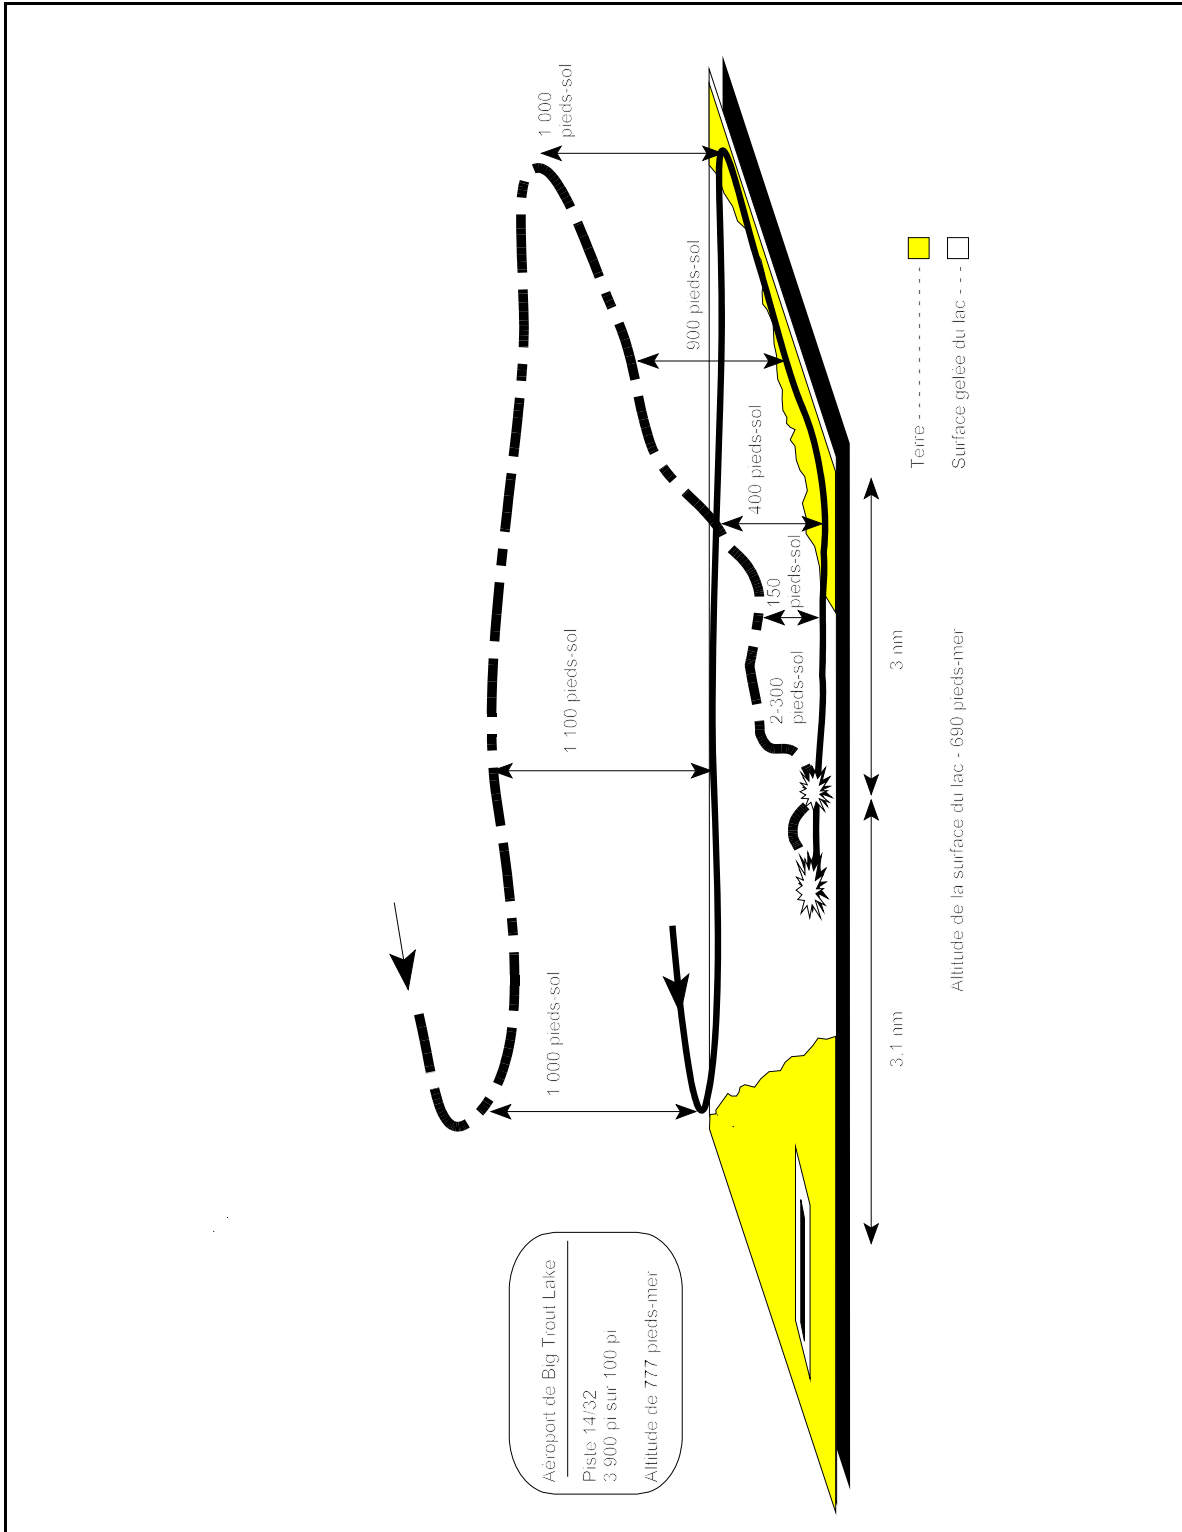 1 000
pieds-sol
900 pieds-sol
400 pieds-sol
150
pieds-sol
2-300
pieds-sol
1 100 pieds-sol
1 000 pieds-sol
Terre - - - - - - - - - - - - - -
Surface gelée du lac - - - -
3 nm
3.1 nm
Altitude de la surface du lac - 690 pieds-mer
Aéroport de Big Trout Lake
Piste 14/32
3 900 pi sur 100 pi
Altitude de 777 pieds-mer